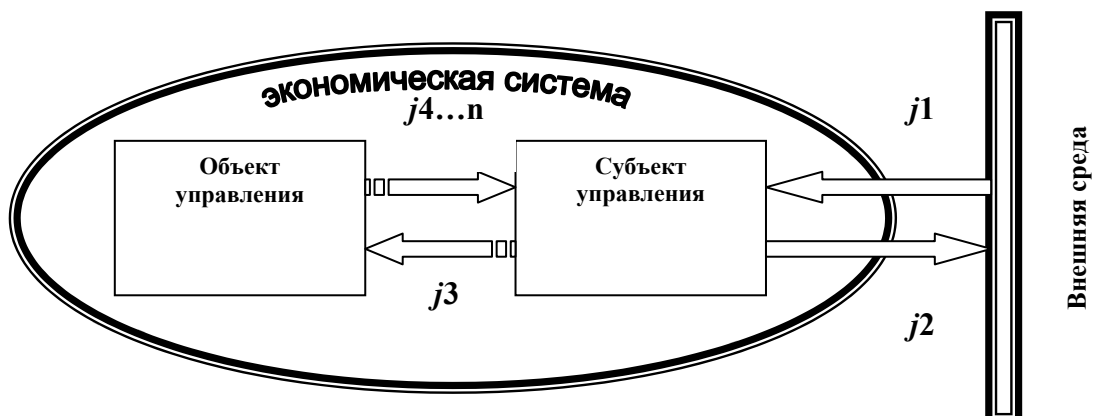 экономическая система
j4...n
j1
Объект
управления
Субъект
управления
j3
j2
Внешняя среда